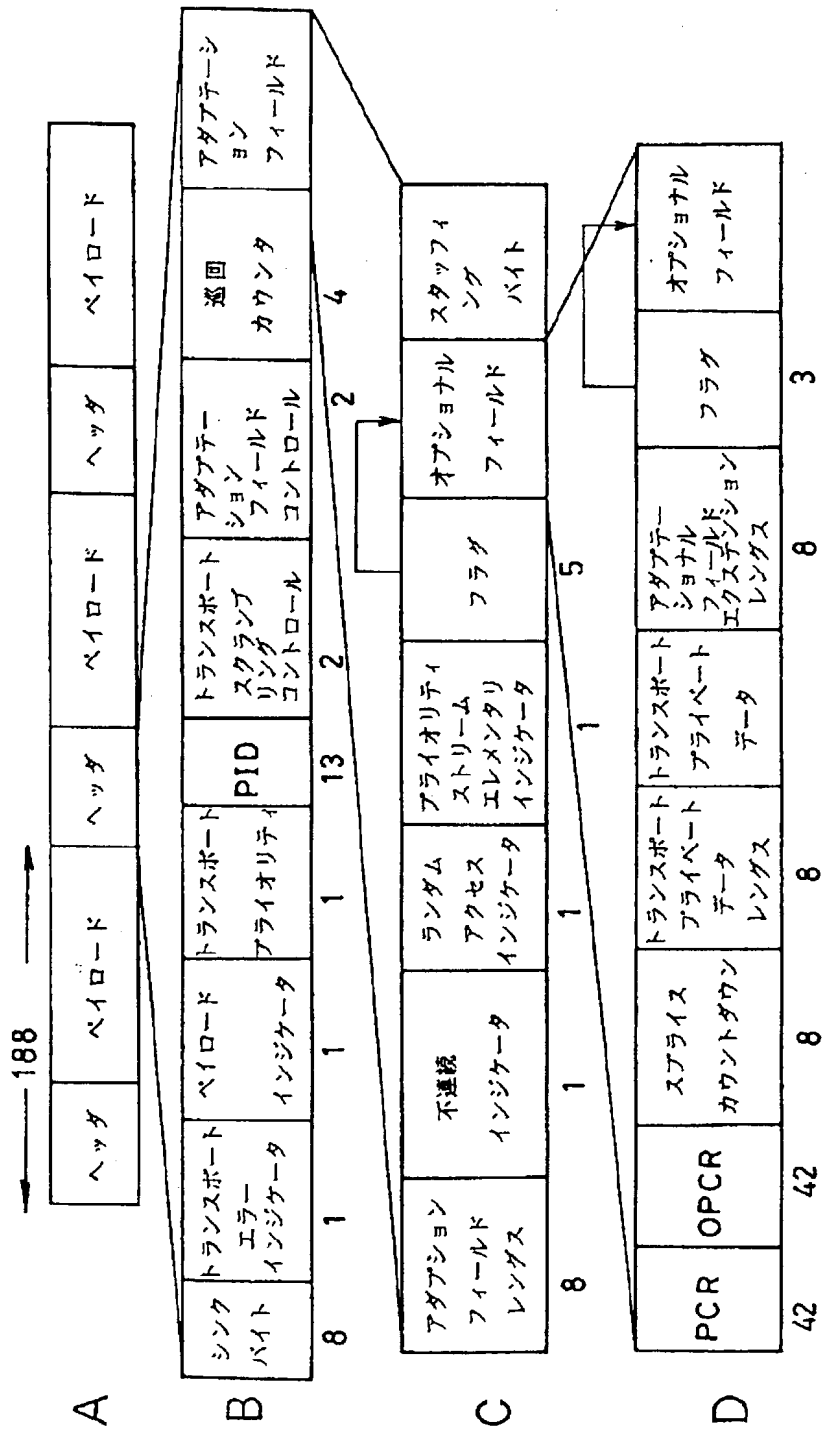 188
A
ヘッダ
ペイロード
ヘッダ
ペイロード
ヘッダ
ペイロード
B
シンク
バイト
トランスポート
エラー
インジケータ
ペイロード
インジケータ
トランスポート
プライオリティ
PID
トランスポート
スクランブ
リング
コントロール
アダプテー
ション
フィールド
コントロール
巡回
カウンタ
アダプテーシ
ョン
フィールド
8
1
1
1
13
2
2
4
C
アダプション
フィールド
レングス
不連続
インジケータ
ランダム
アクセス
インジケータ
プライオリティ
ストリーム
エレメンタリ
インジケータ
フラグ
オプショナル
フィールド
スタッフィ
ング
バイト
8
1
1
1
5
D
PCR
OPCR
スプライス
カウントダウン
トランスポート
プライベート
データ
レングス
トランスポート
プライベート
データ
アダプテー
ショナル
フィールド
エクステンション
レングス
フラグ
オプショナル
フィールド
42
42
8
8
8
3